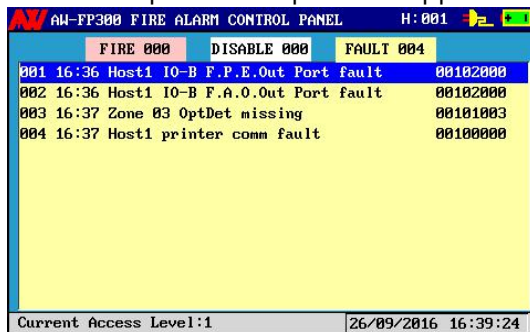 AW AW-FP300 FIRE ALARM CONTROL PANEL H:001
FIRE 000 DISABLE 000 FAULT 004
001 16:36 Host1 IO-B F.P.E.Out Port fault 00102000
002 16:36 Host1 IO-B F.A.O.Out Port fault 00102000
003 16:37 Zone 03 OptDet missing 00101003
004 16:37 Host1 printer comm fault 00100000
Current Access Level:1 26/09/2016 16:39:24